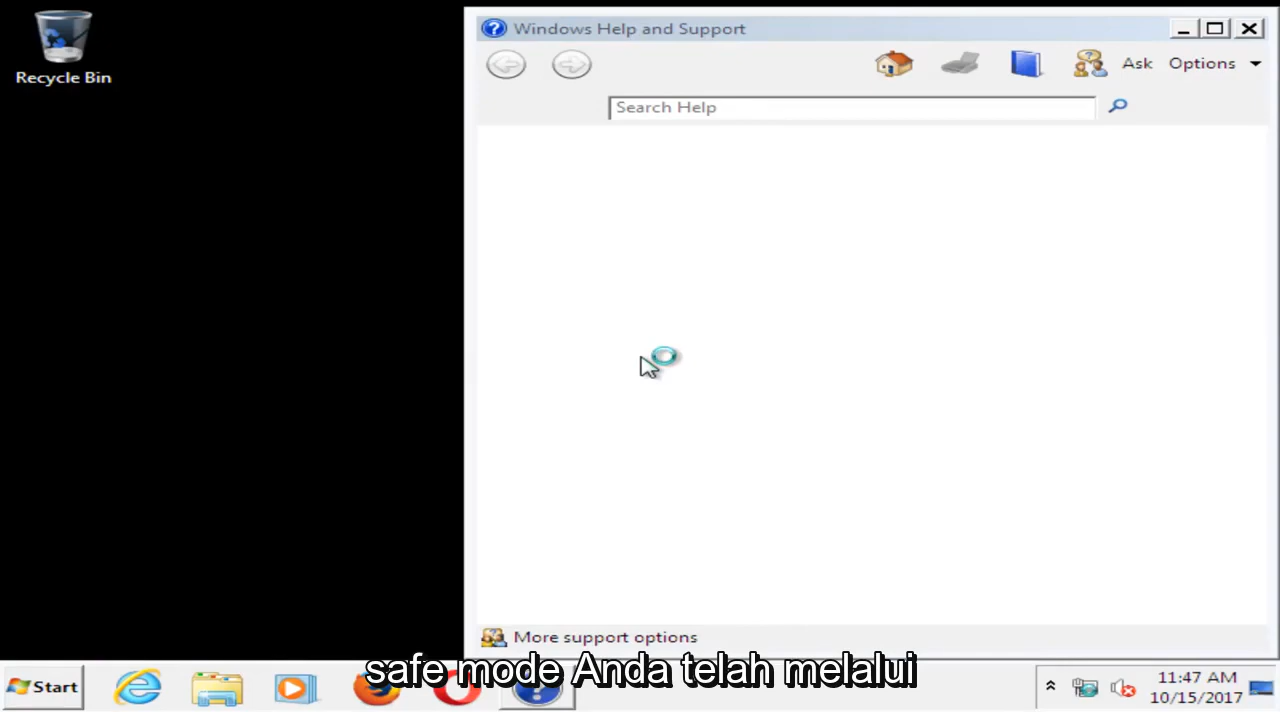 Recycle Bin
Windows Help and Support
Ask Options
Search Help
More support options
safe mode Anda telah melalui
Start
11:47 AM
10/15/2017